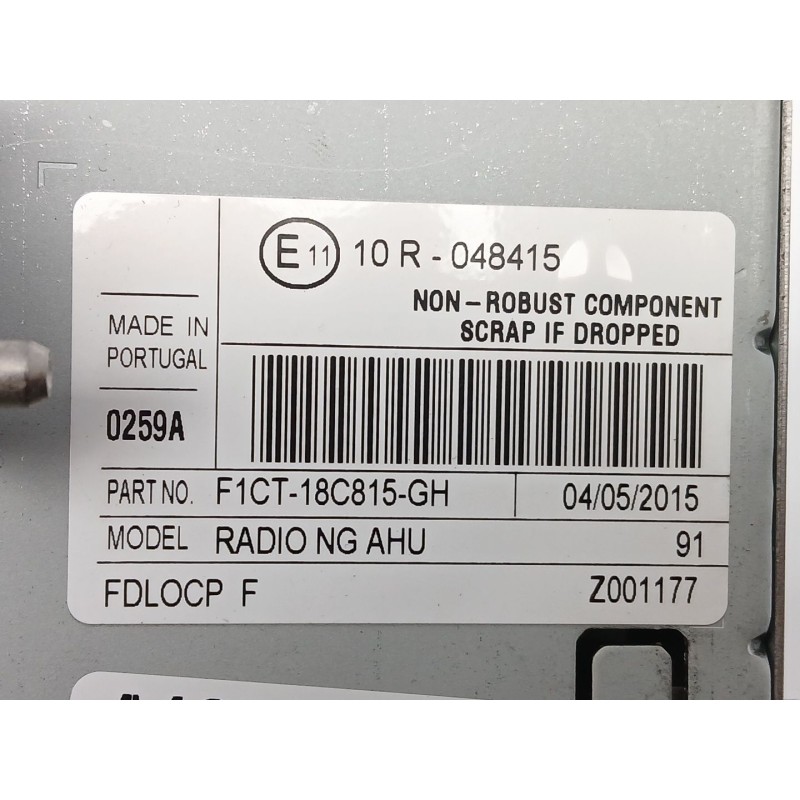 E 11 10 R - 048415
NON-ROBUST COMPONENT
SCRAP IF DROPPED
MADE IN
PORTUGAL
0259A
PART NO. F1CT-18C815-GH 04/05/2015
MODEL RADIO NG AHU 91
FDLOCP F Z001177